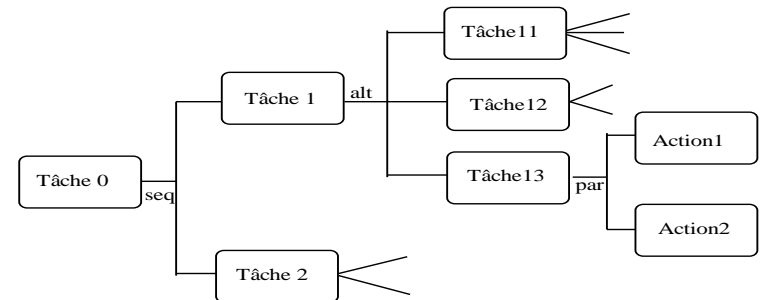 Tâche11
Tâche 1
alt
Tâche12
Action1
Tâche 0
seq
Tâche13
par
Action2
Tâche 2